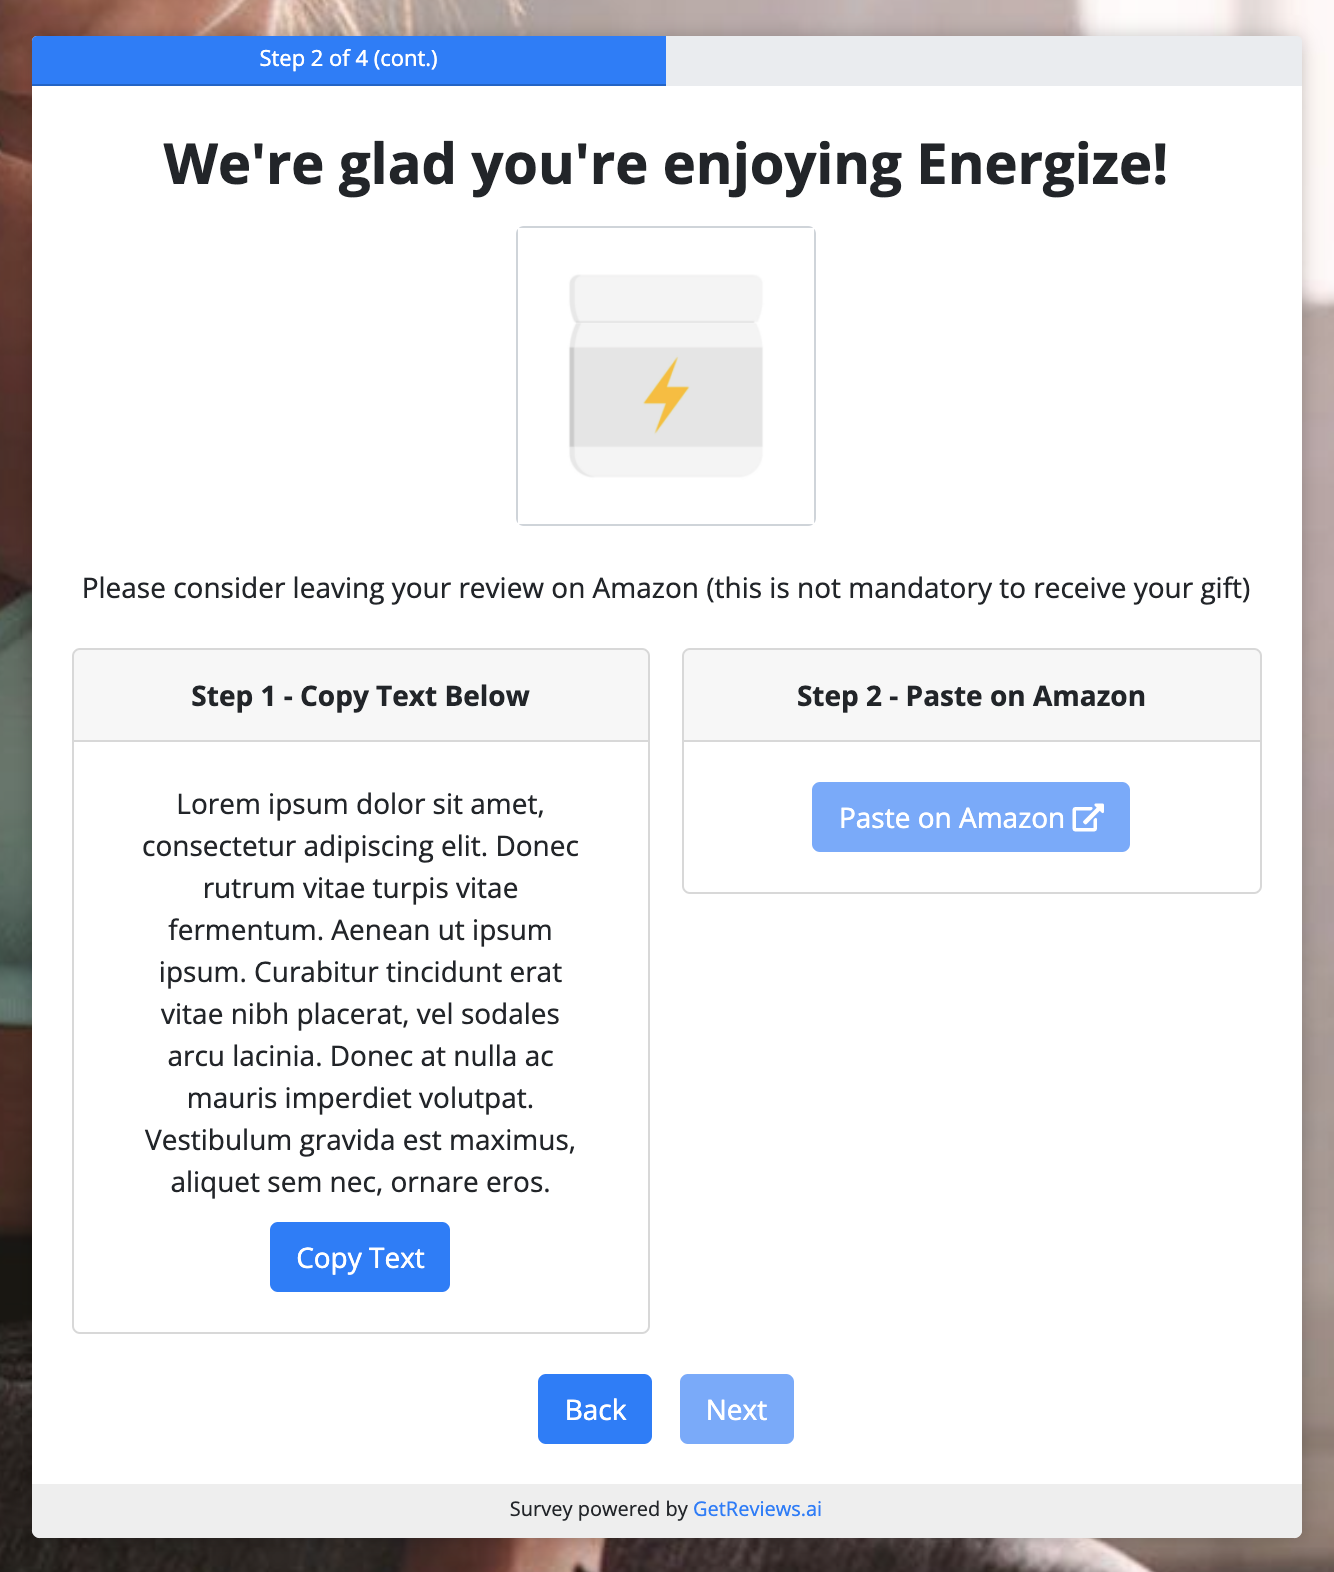 Step 2 of 4 (cont.)
We're glad you're enjoying Energize!
Please consider leaving your review on Amazon (this is not mandatory to receive your gift)
Step 1 - Copy Text Below
Lorem ipsum dolor sit amet,
consectetur adipiscing elit. Donec
rutrum vitae turpis vitae
fermentum. Aenean ut ipsum
ipsum. Curabitur tincidunt erat
vitae nibh placerat, vel sodales
arcu lacinia. Donec at nulla ac
mauris imperdiet volutpat.
Vestibulum gravida est maximus,
aliquet sem nec, ornare eros.
Copy Text
Step 2 - Paste on Amazon
Paste on Amazon
Back
Next
Survey powered by GetReviews.ai